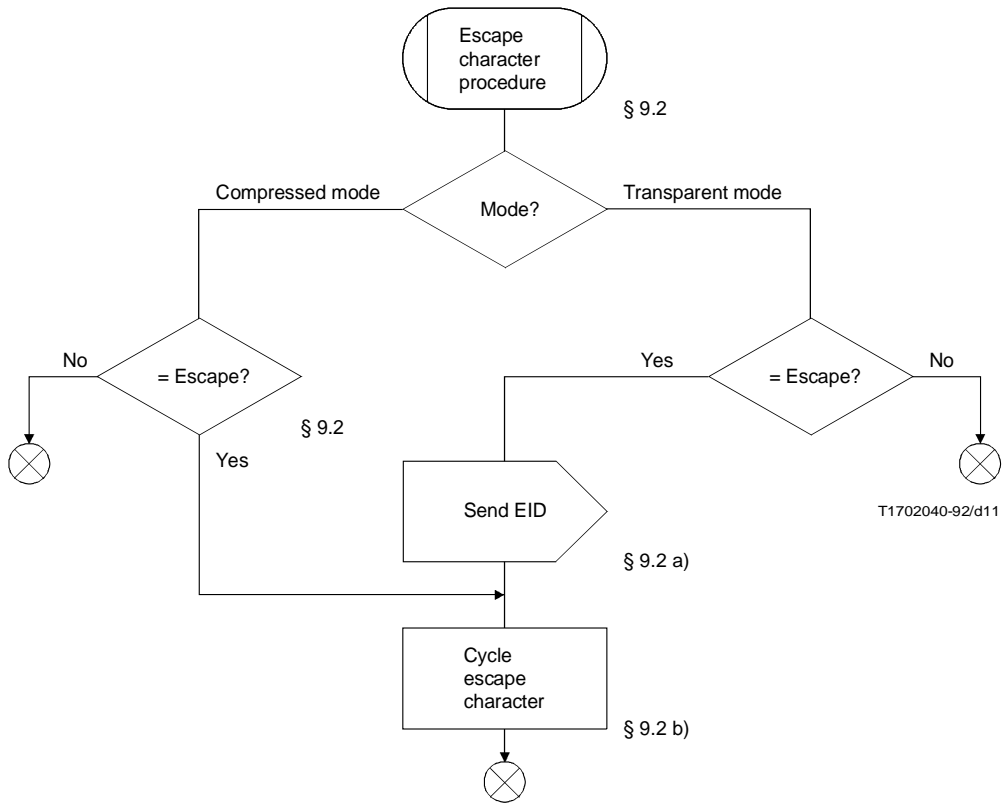 Escape
character
procedure
§ 9.2
Compressed mode
Mode?
Transparent mode
No
= Escape?
§ 9.2
Yes
Yes
= Escape?
No
Send EID
T1702040-92/d11
§ 9.2 a)
Cycle
escape
character
§ 9.2 b)